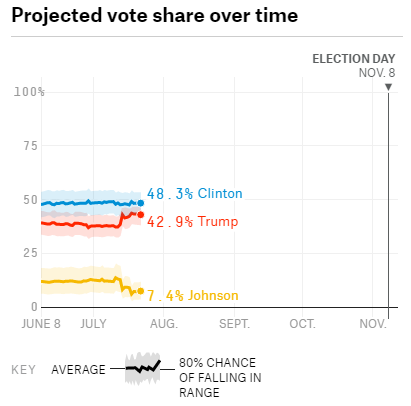 Projected vote share over time
ELECTION DAY
NOV. 8
100%
75
50
48.3% Clinton
42.9% Trump
25
7.4% Johnson
0
JUNE 8 JULY AUG. SEPT. OCT. NOV.
KEY AVERAGE 80% CHANCE
OF FALLING IN
RANGE